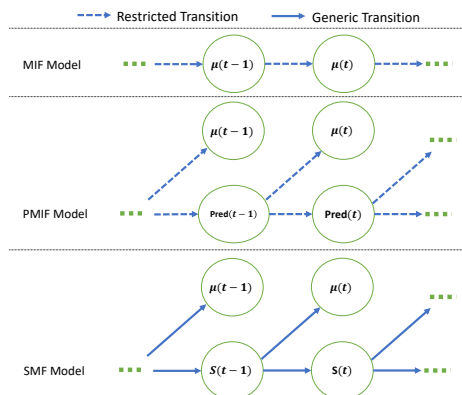 Restricted Transition Generic Transition
MIF Model μ(t − 1) μ(t)
μ(t − 1) μ(t)
PMIF Model Pred(t − 1) Pred(t)
μ(t − 1) μ(t)
SMF Model S(t − 1) S(t)